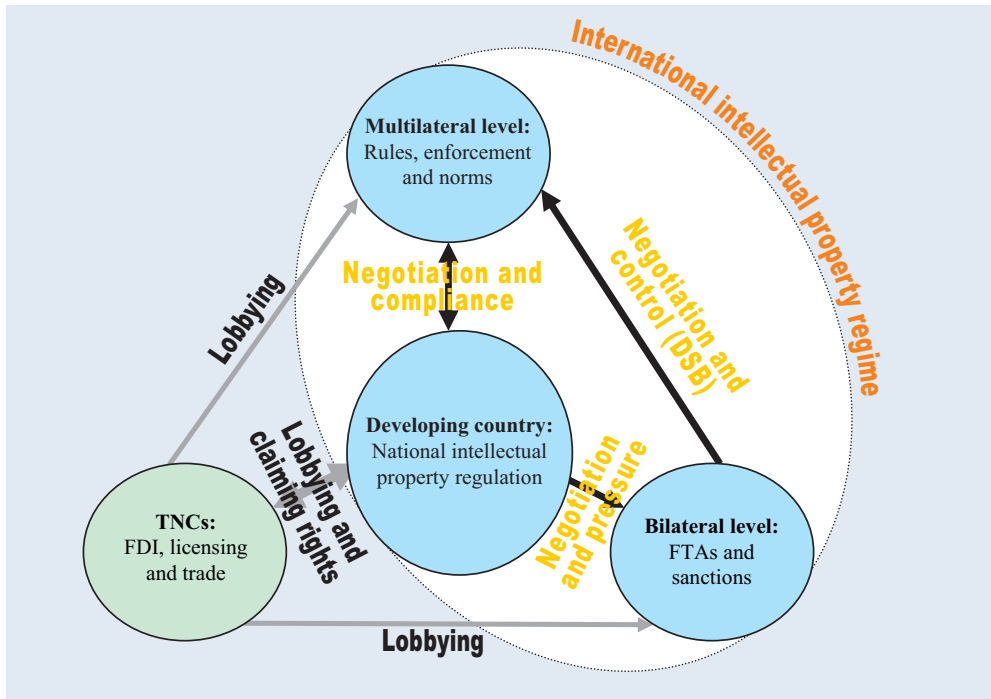 International intellectual property regime
Multilateral level:
Rules, enforcement
and norms
Negotiation and
compliance
Negotiation and
control (DSB)
Lobbying
Developing country:
National intellectual
property regulation
Lobbying and
claiming rights
Negotiation
and pressure
TNCs:
FDI, licensing
and trade
Bilateral level:
FTAs and
sanctions
Lobbying